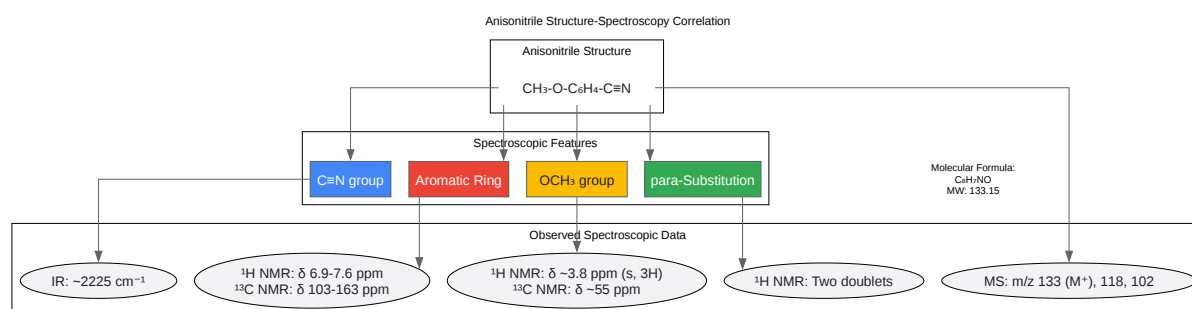 Anisonitrile Structure-Spectroscopy Correlation
Anisonitrile Structure
CH₃-O-C₆H₄-C≡N
Spectroscopic Features
C≡N group
Aromatic Ring
OCH₃ group
para-Substitution
Molecular Formula:
C₈H₇NO
MW: 133.15
Observed Spectroscopic Data
IR: ~2225 cm⁻¹
¹H NMR: δ 6.9-7.6 ppm
¹³C NMR: δ 103-163 ppm
¹H NMR: δ ~3.8 ppm (s, 3H)
¹³C NMR: δ ~55 ppm
¹H NMR: Two doublets
MS: m/z 133 (M⁺), 118, 102